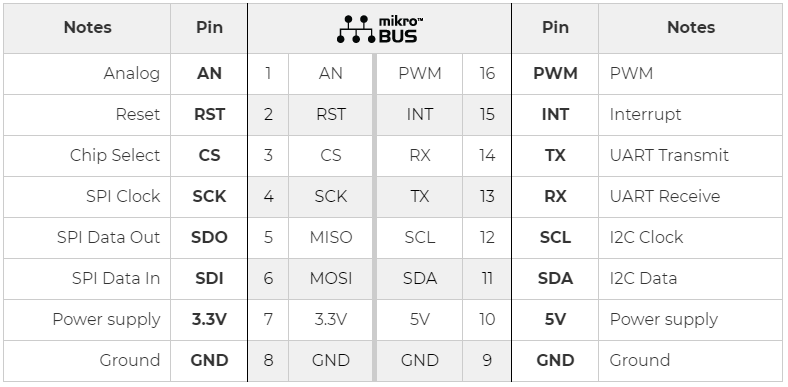 Notes Pin mikro™ BUS Pin Notes
Analog AN 1 AN PWM 16 PWM PWM
Reset RST 2 RST INT 15 INT Interrupt
Chip Select CS 3 CS RX 14 TX UART Transmit
SPI Clock SCK 4 SCK TX 13 RX UART Receive
SPI Data Out SDO 5 MISO SCL 12 SCL I2C Clock
SPI Data In SDI 6 MOSI SDA 11 SDA I2C Data
Power supply 3.3V 7 3.3V 5V 10 5V Power supply
Ground GND 8 GND GND 9 GND Ground